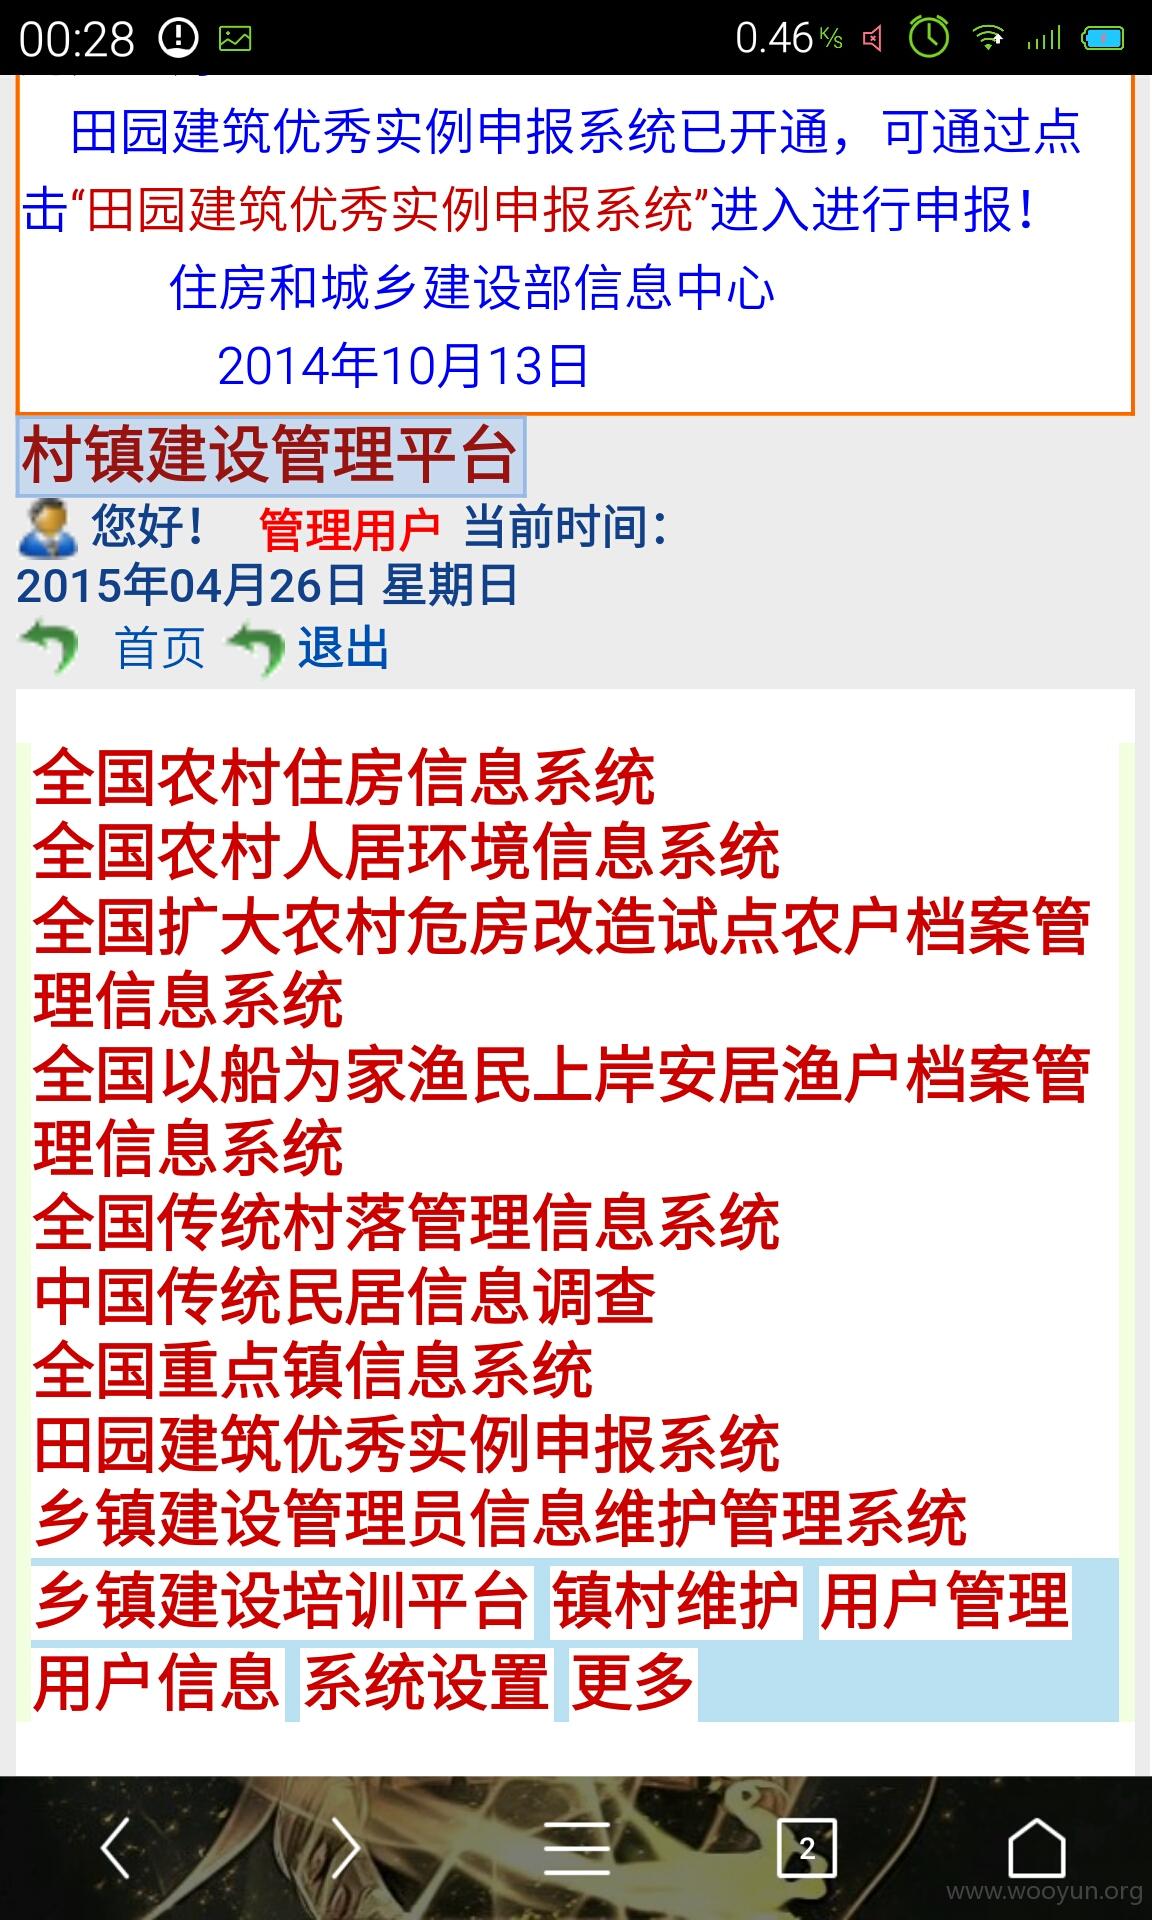 00:28 0.46 K/s
田园建筑优秀实例申报系统已开通，可通过点
击“田园建筑优秀实例申报系统”进入进行申报！
住房和城乡建设部信息中心
2014年10月13日
村镇建设管理平台
您好！ 管理用户 当前时间：
2015年04月26日 星期日
首页 退出
全国农村住房信息系统
全国农村人居环境信息系统
全国扩大农村危房改造试点农户档案管
理信息系统
全国以船为家渔民上岸安居渔户档案管
理信息系统
全国传统村落管理信息系统
中国传统民居信息调查
全国重点镇信息系统
田园建筑优秀实例申报系统
乡镇建设管理员信息维护管理系统
乡镇建设培训平台 镇村维护 用户管理
用户信息 系统设置 更多
2
www.wooyun.org